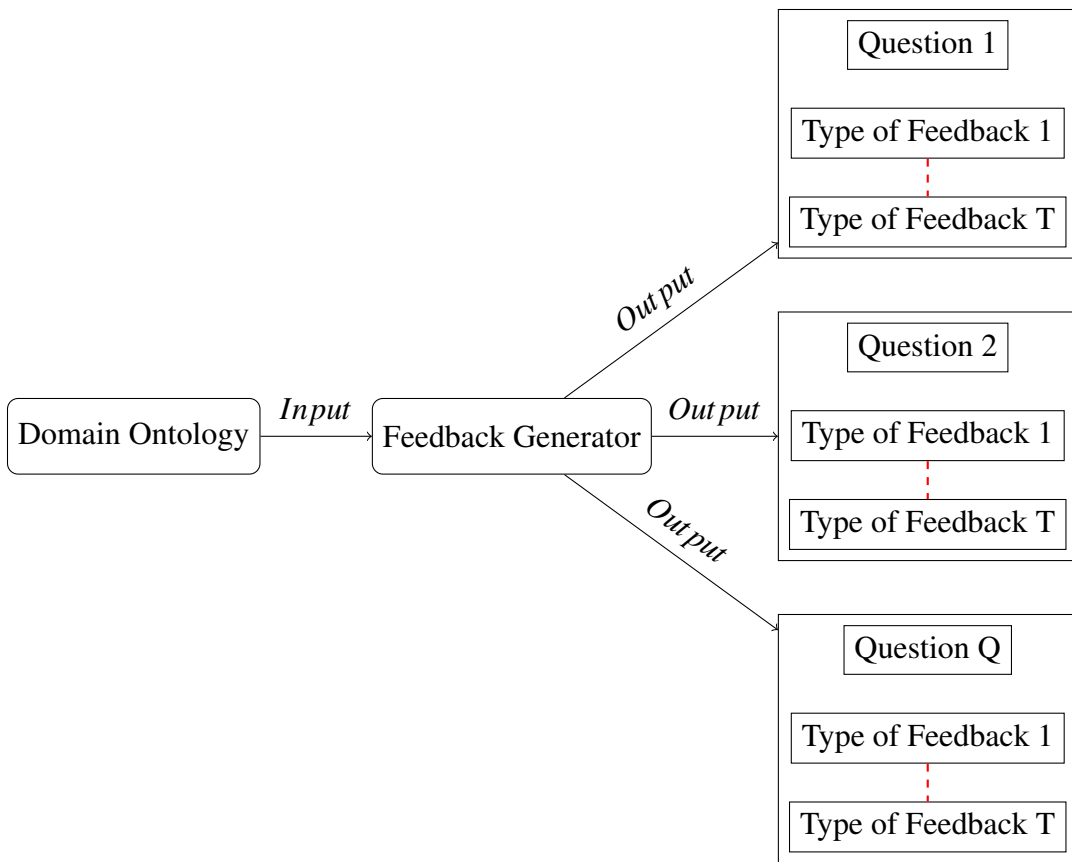 Question 1
Type of Feedback 1
Type of Feedback T
Output
Question 2
Domain Ontology
Input
Feedback Generator
Output
Type of Feedback 1
Type of Feedback T
Output
Question Q
Type of Feedback 1
Type of Feedback T